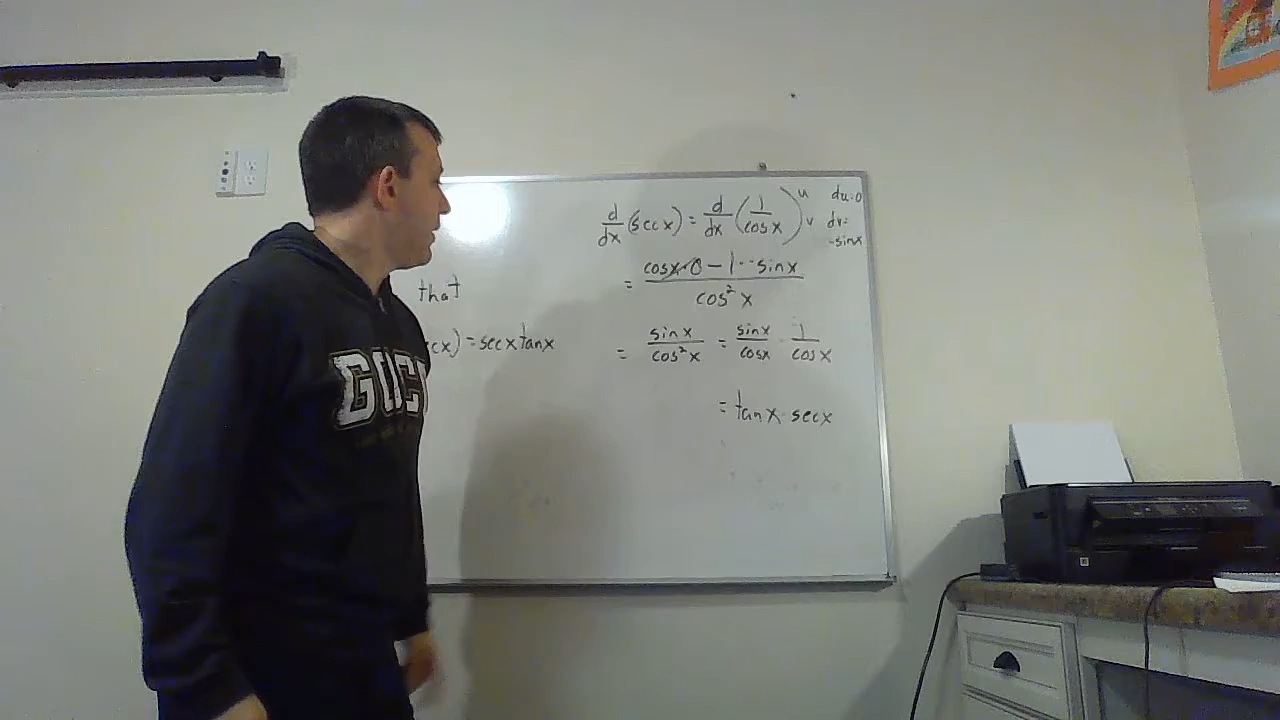 that
cx) = secx tanx
d/dx (secx) = d/dx (1/cosx) u v
du=0
dv=
-sinx
= cosx·0 - 1·-sinx / cos²x
= sinx/cos²x = sinx/cosx · 1/cosx
= tanx · secx
GUCC